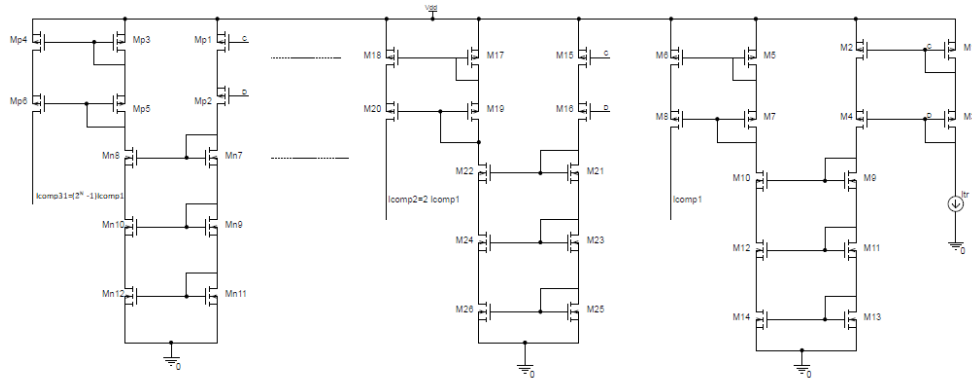 Vdd
Mp4
Mp3
Mp1
C
M18
M17
M15
C
M6
M5
M2
C
Mp6
Mp5
Mp2
D
M20
M19
M16
D
M8
M7
M4
D
Mn8
Mn7
M22
M21
M10
M9
Icomp31=(2ᴺ -1)Icomp1
Icomp2=2 Icomp1
Icomp1
Itr
Mn10
Mn9
M24
M23
M12
M11
0
Mn12
Mn11
M26
M25
M14
M13
0
0
0